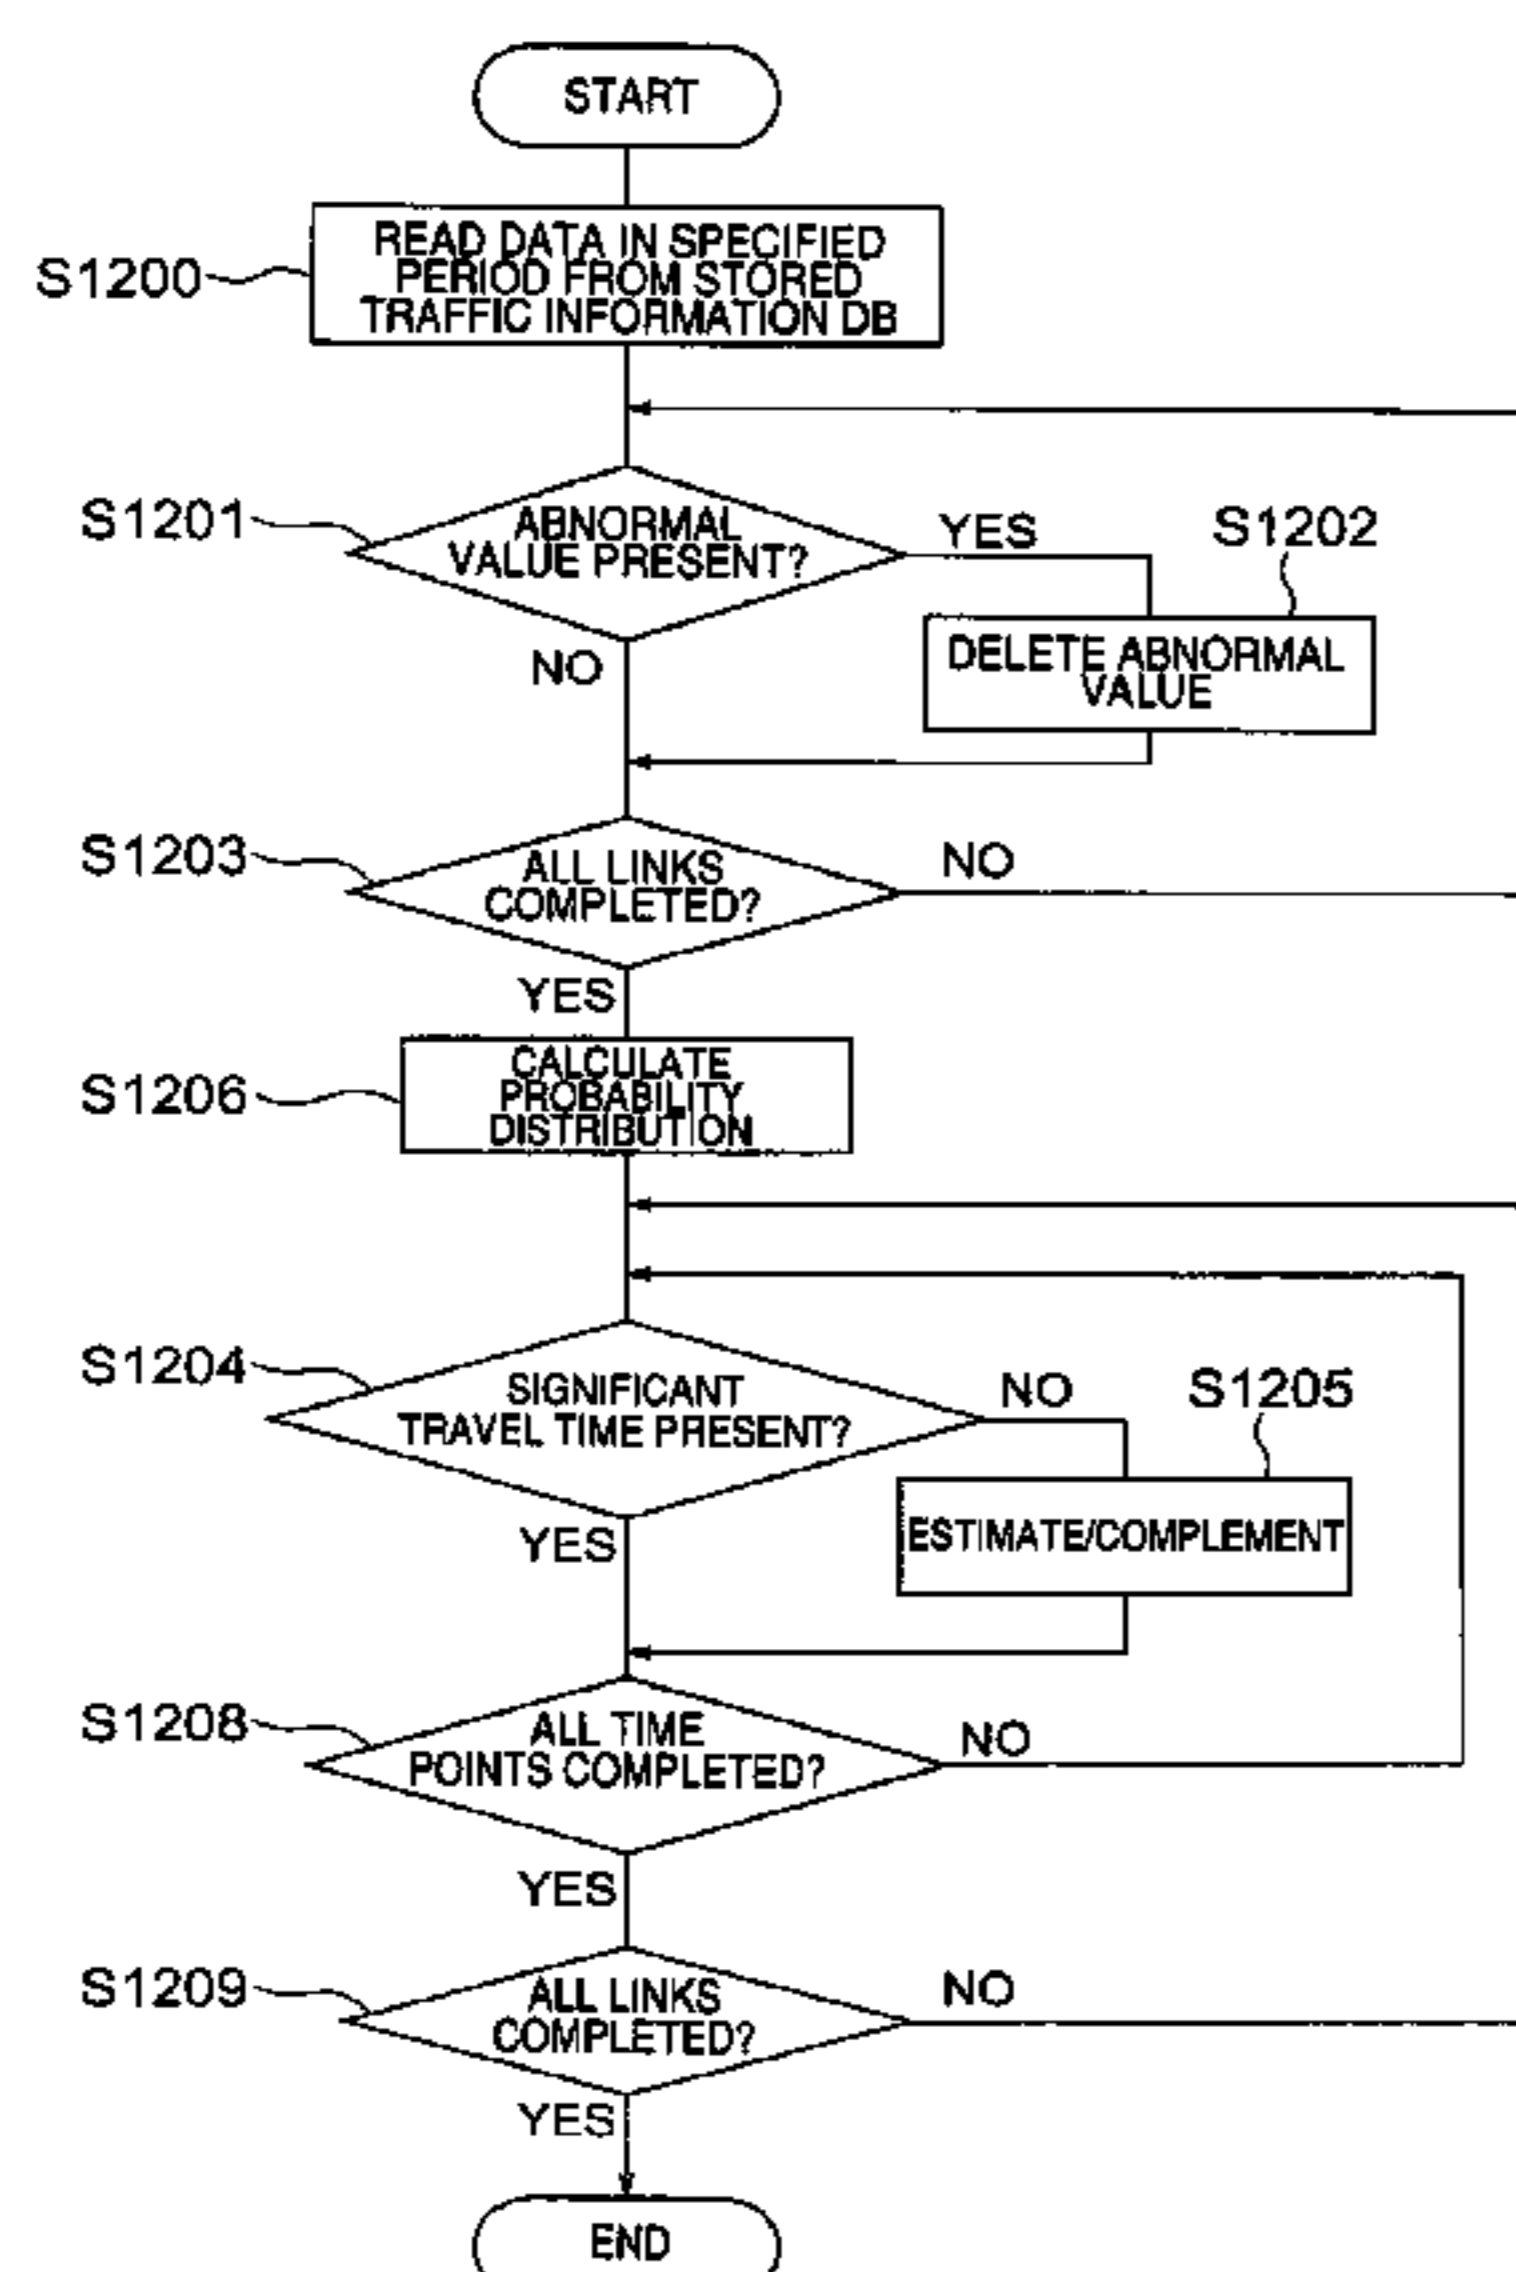 START
S1200
READ DATA IN SPECIFIED
PERIOD FROM STORED
TRAFFIC INFORMATION DB
S1201
ABNORMAL
VALUE PRESENT?
YES
S1202
NO
DELETE ABNORMAL
VALUE
S1203
ALL LINKS
COMPLETED?
NO
YES
S1206
CALCULATE
PROBABILITY
DISTRIBUTION
S1204
SIGNIFICANT
TRAVEL TIME PRESENT?
NO
S1205
YES
ESTIMATE/COMPLEMENT
S1208
ALL TIME
POINTS COMPLETED?
NO
YES
S1209
ALL LINKS
COMPLETED?
NO
YES
END